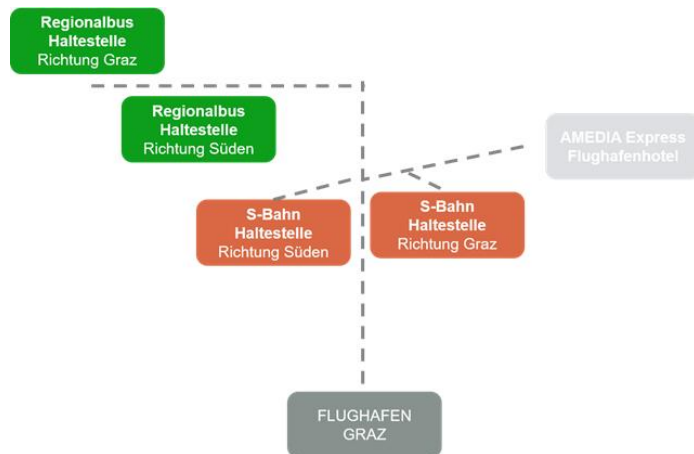 Regionalbus
Haltestelle
Richtung Graz
Regionalbus
Haltestelle
Richtung Süden
AMEDIA Express
Flughafenhotel
S-Bahn
Haltestelle
Richtung Süden
S-Bahn
Haltestelle
Richtung Graz
FLUGHAFEN
GRAZ